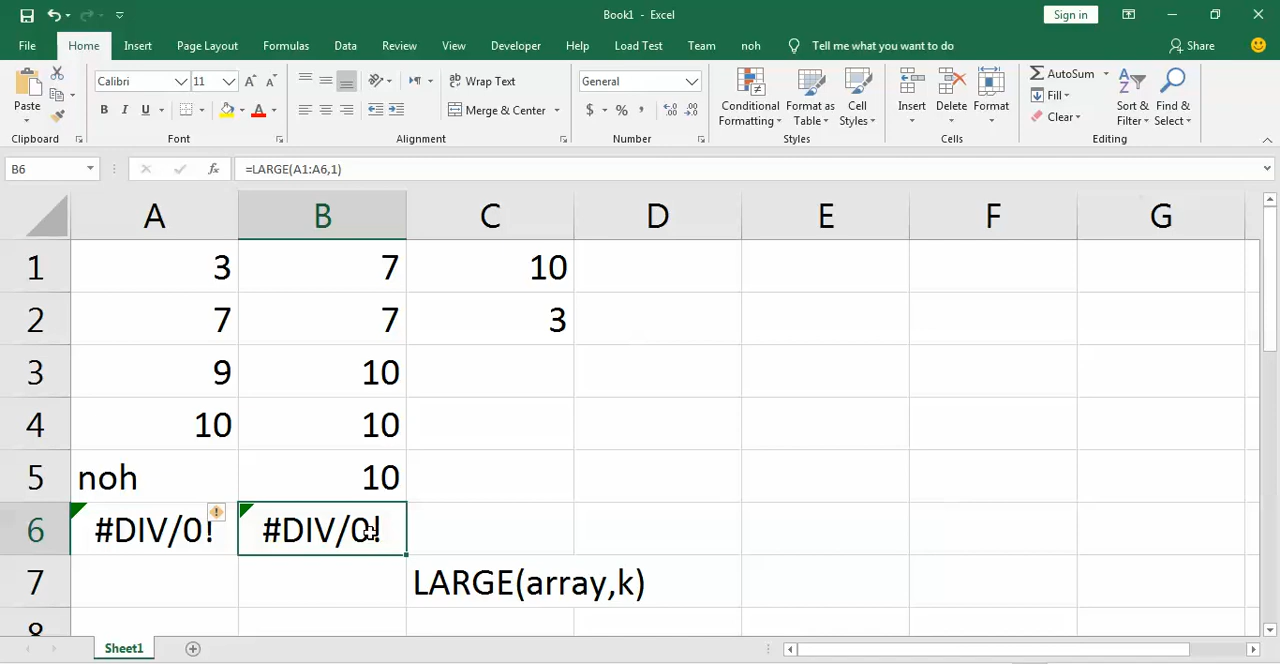 Book1 - Excel
Sign in
File Home Insert Page Layout Formulas Data Review View Developer Help Load Test Team noh Tell me what you want to do Share
Calibri 11 Wrap Text General AutoSum
Paste B I U Merge & Center $ % , Conditional Formatting Format as Table Cell Styles Insert Delete Format Fill Clear Sort & Filter Find & Select
Clipboard Font Alignment Number Styles Cells Editing
B6 fx =LARGE(A1:A6,1)
A B C D E F G
1 3 7 10
2 7 7 3
3 9 10
4 10 10
5 noh 10
6 #DIV/0! #DIV/0!
7 LARGE(array,k)
8
Sheet1